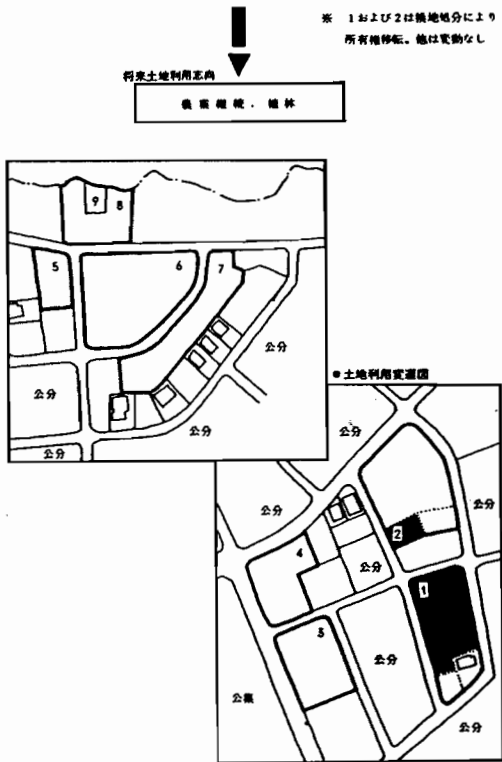 ※ 1および2は換地処分により
所有権移転。他は変動なし
将来土地利用志向
農業継続、植林
9
8
5
6
7
公分
公分
公分
公分
●土地利用変遷図
公分
公分
公分
2
4
公分
1
3
公分
公薬
公分